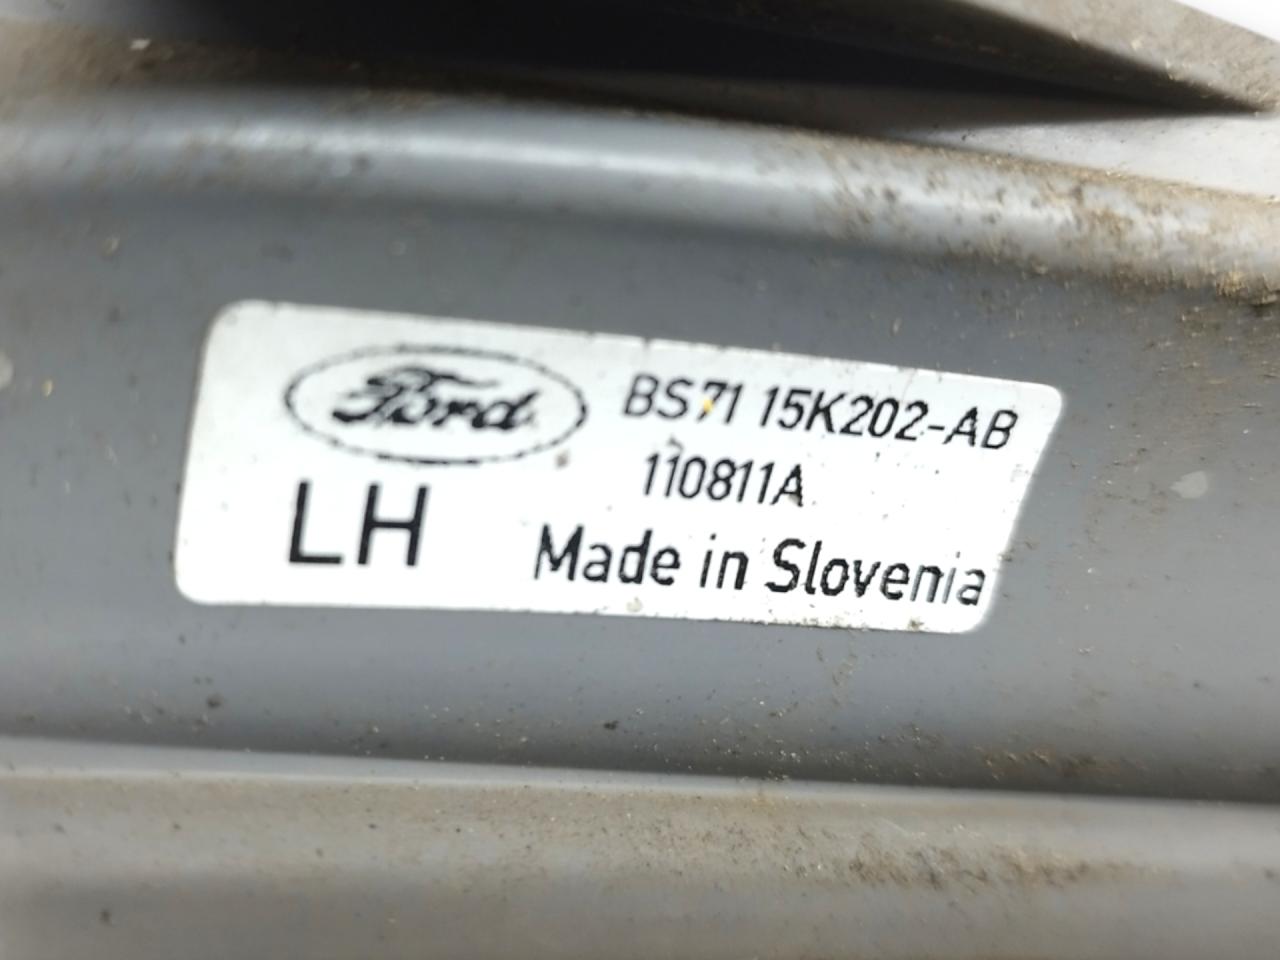 Ford
BS71 15K202-AB
110811A
LH
Made in Slovenia